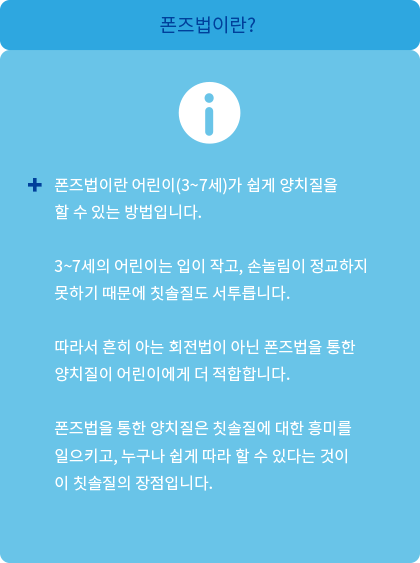 폰즈법이란?
폰즈법이란 어린이(3~7세)가 쉽게 양치질을
할 수 있는 방법입니다.
3~7세의 어린이는 입이 작고, 손놀림이 정교하지
못하기 때문에 칫솔질도 서투릅니다.
따라서 흔히 아는 회전법이 아닌 폰즈법을 통한
양치질이 어린이에게 더 적합합니다.
폰즈법을 통한 양치질은 칫솔질에 대한 흥미를
일으키고, 누구나 쉽게 따라 할 수 있다는 것이
이 칫솔질의 장점입니다.